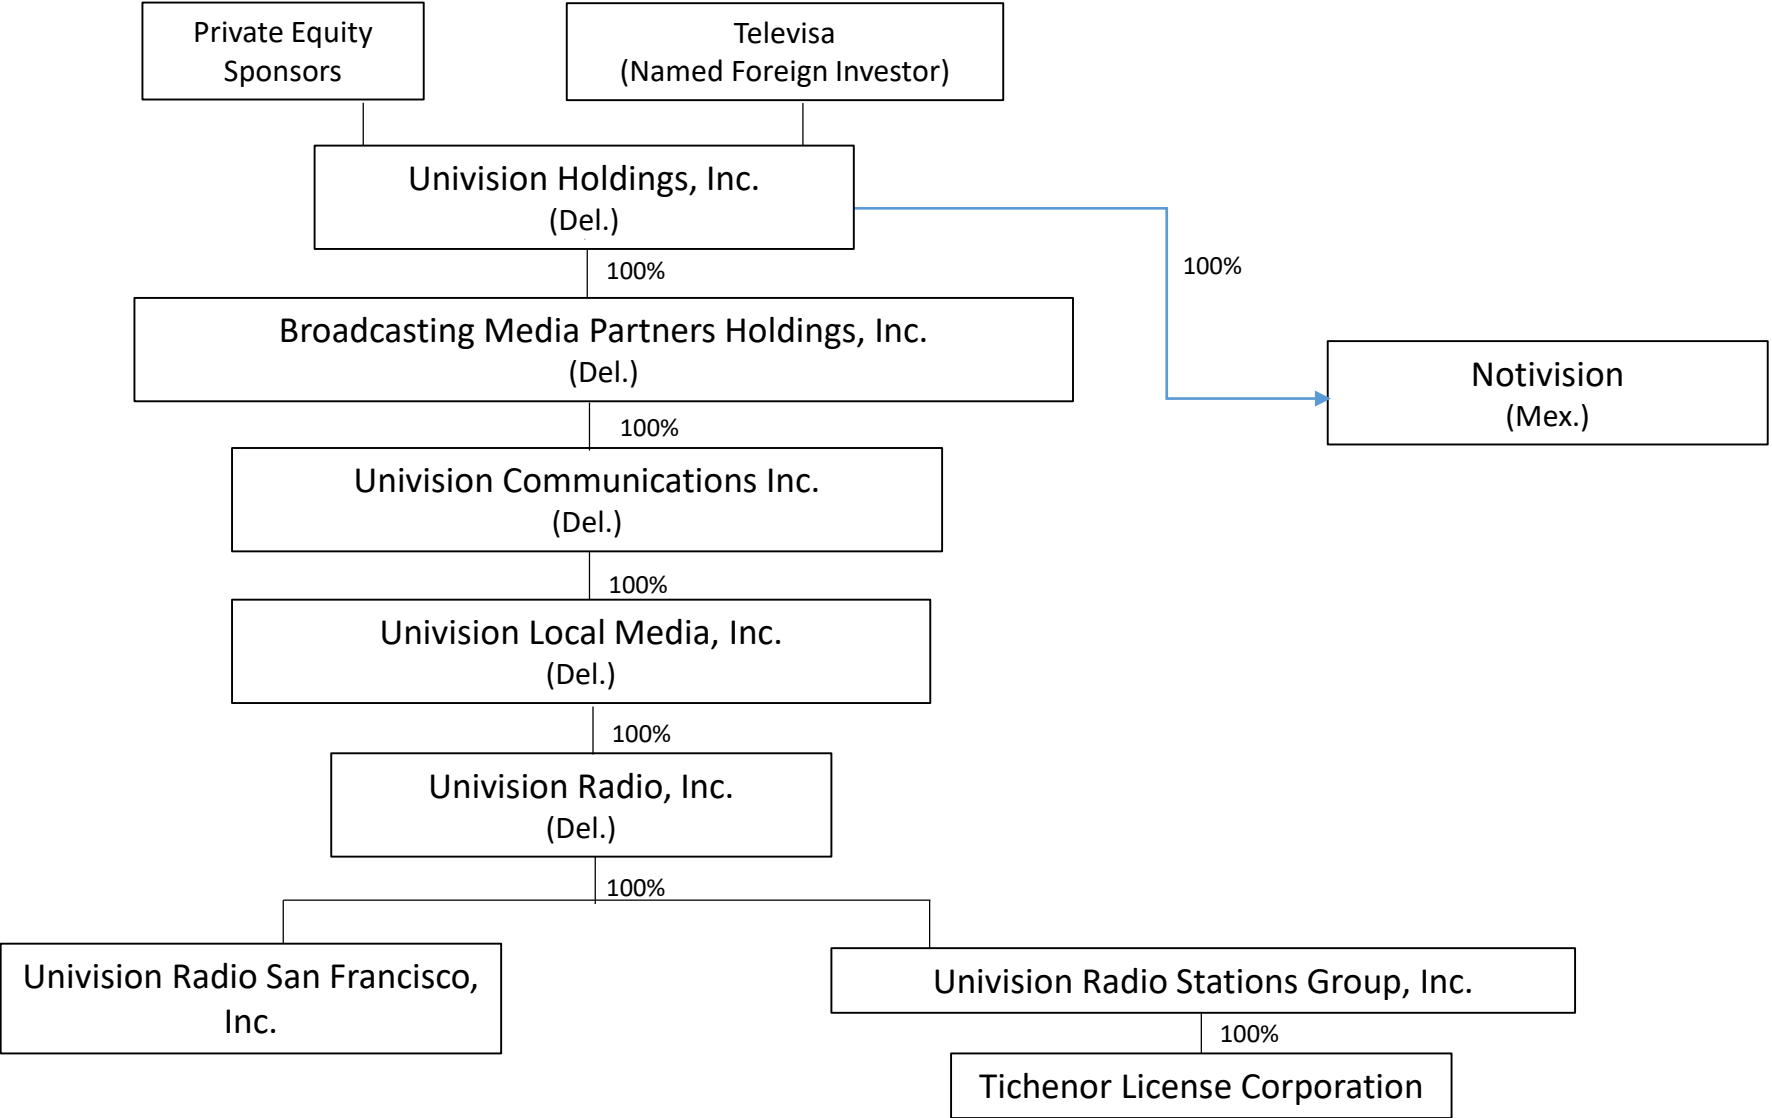 Private Equity
Sponsors
Televisa
(Named Foreign Investor)
Univision Holdings, Inc.
(Del.)
100%
100%
Broadcasting Media Partners Holdings, Inc.
(Del.)
Notivision
(Mex.)
100%
Univision Communications Inc.
(Del.)
100%
Univision Local Media, Inc.
(Del.)
100%
Univision Radio, Inc.
(Del.)
100%
Univision Radio San Francisco,
Inc.
Univision Radio Stations Group, Inc.
100%
Tichenor License Corporation